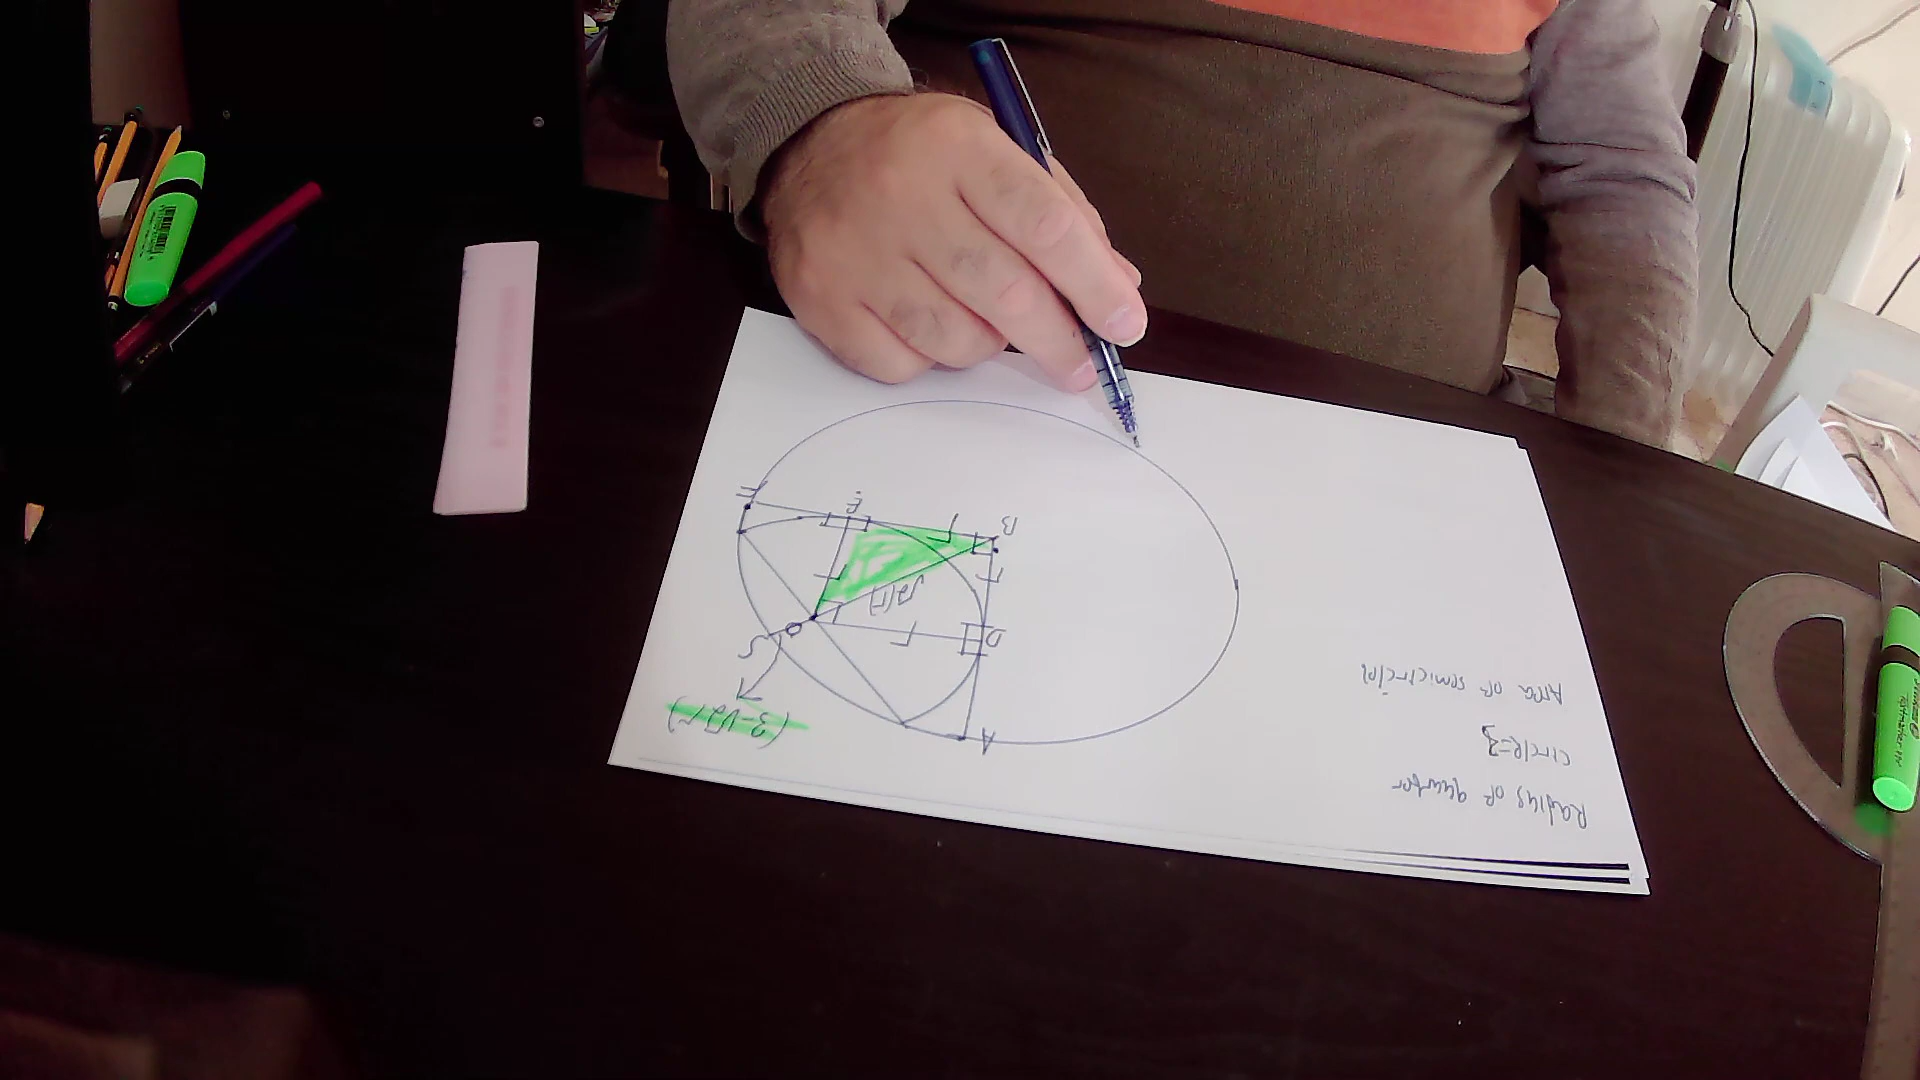 Radius of quarter
circle=3
Area of semicircle
A
D
B
E
O
S
r
r
r
r
√2(r)
(3-√2r)